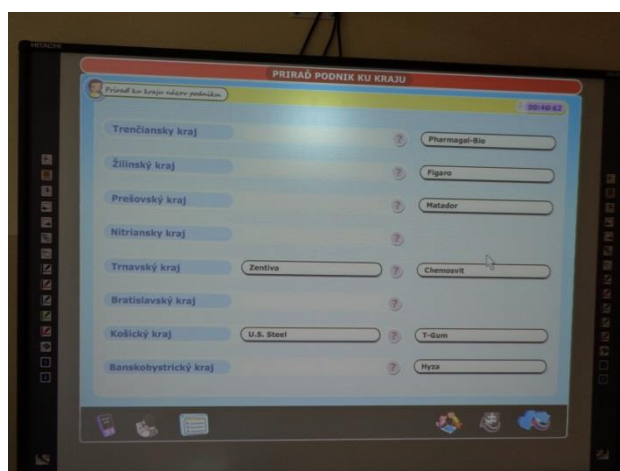 HITACHI
PRIRAĎ PODNIK KU KRAJU
Priraď ku kraju názov podniku
00:40:62
Trenčiansky kraj ? Pharmagal-Bio
Žilinský kraj ? Figaro
Prešovský kraj ? Matador
Nitriansky kraj ?
Trnavský kraj Zentiva ? Chemosvit
Bratislavský kraj ?
Košický kraj U.S. Steel ? T-Gum
Banskobystrický kraj ? Hyza